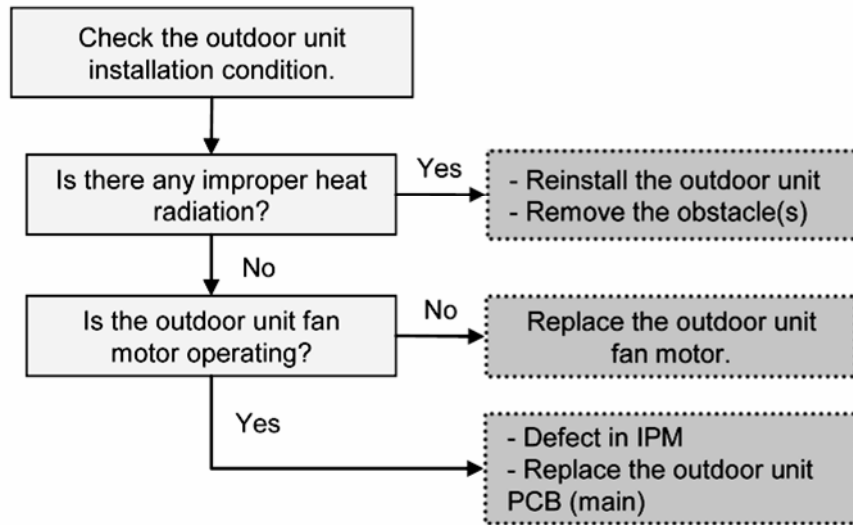 Check the outdoor unit
installation condition.
Is there any improper heat
radiation?
Yes
- Reinstall the outdoor unit
- Remove the obstacle(s)
No
Is the outdoor unit fan
motor operating?
No
Replace the outdoor unit
fan motor.
Yes
- Defect in IPM
- Replace the outdoor unit
PCB (main)